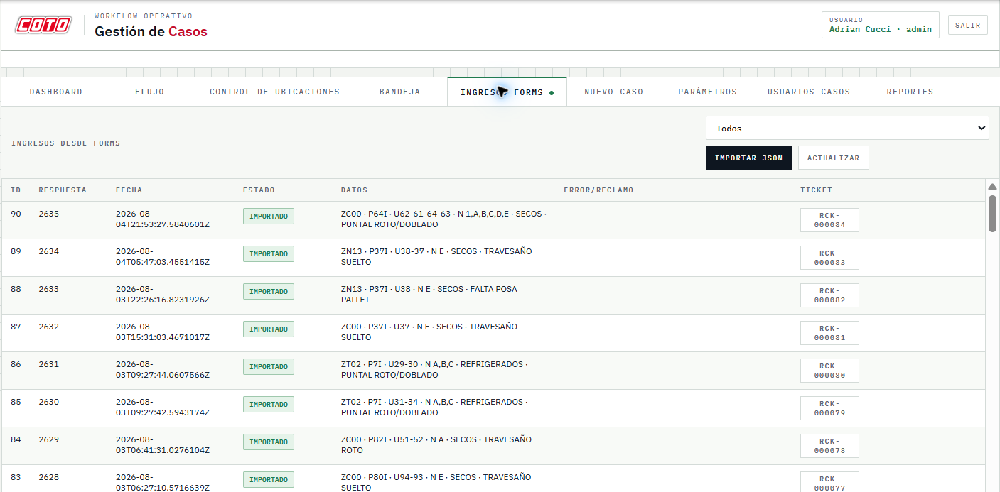 COTO
WORKFLOW OPERATIVO
Gestión de Casos
USUARIO
Adrian Cucci · admin
SALIR
DASHBOARD
FLUJO
CONTROL DE UBICACIONES
BANDEJA
INGRESOS FORMS
NUEVO CASO
PARÁMETROS
USUARIOS CASOS
REPORTES
INGRESOS DESDE FORMS
Todos
IMPORTAR JSON
ACTUALIZAR
ID RESPUESTA FECHA ESTADO DATOS ERROR/RECLAMO TICKET
90 2635 2026-08- IMPORTADO ZC00 · P64I · U62-61-64-63 · N 1,A,B,C,D,E · SECOS · RCK-
04T21:53:27.5840601Z PUNTAL ROTO/DOBLADO 000084
89 2634 2026-08- IMPORTADO ZN13 · P37I · U38-37 · N E · SECOS · TRAVESAÑO RCK-
04T05:47:03.4551415Z SUELTO 000083
88 2633 2026-08- IMPORTADO ZN13 · P37I · U38 · N E · SECOS · FALTA POSA RCK-
03T22:26:16.8231926Z PALLET 000082
87 2632 2026-08- IMPORTADO ZC00 · P37I · U37 · N E · SECOS · TRAVESAÑO RCK-
03T15:31:03.4671017Z SUELTO 000081
86 2631 2026-08- IMPORTADO ZT02 · P7I · U29-30 · N A,B,C · REFRIGERADOS · RCK-
03T09:27:44.0607566Z PUNTAL ROTO/DOBLADO 000080
85 2630 2026-08- IMPORTADO ZT02 · P7I · U31-34 · N A,B,C · REFRIGERADOS · RCK-
03T09:27:42.5943174Z PUNTAL ROTO/DOBLADO 000079
84 2629 2026-08- IMPORTADO ZC00 · P82I · U51-52 · N A · SECOS · TRAVESAÑO RCK-
03T06:41:31.0276104Z ROTO 000078
83 2628 2026-08- IMPORTADO ZC00 · P80I · U94-93 · N E · SECOS · TRAVESAÑO RCK-
03T06:27:10.5716639Z SUELTO 000077